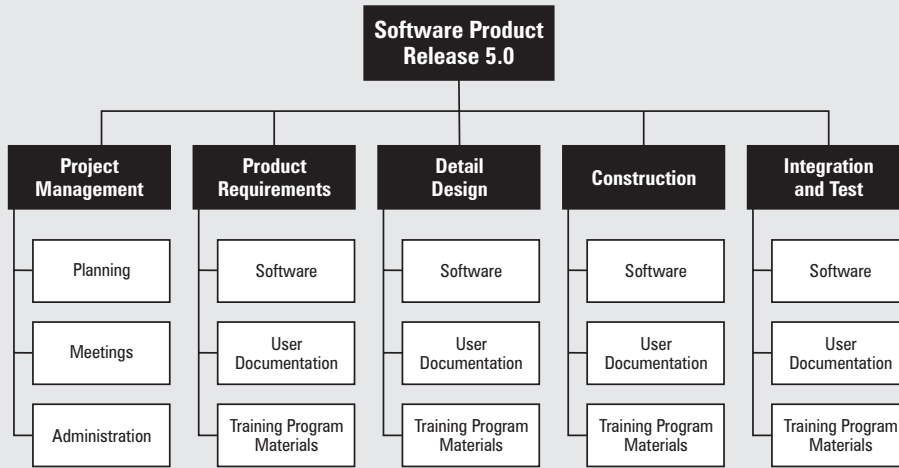 Software Product
Release 5.0
Project
Management
Product
Requirements
Detail
Design
Construction
Integration
and Test
Planning
Software
Software
Software
Software
Meetings
User
Documentation
User
Documentation
User
Documentation
User
Documentation
Administration
Training Program
Materials
Training Program
Materials
Training Program
Materials
Training Program
Materials